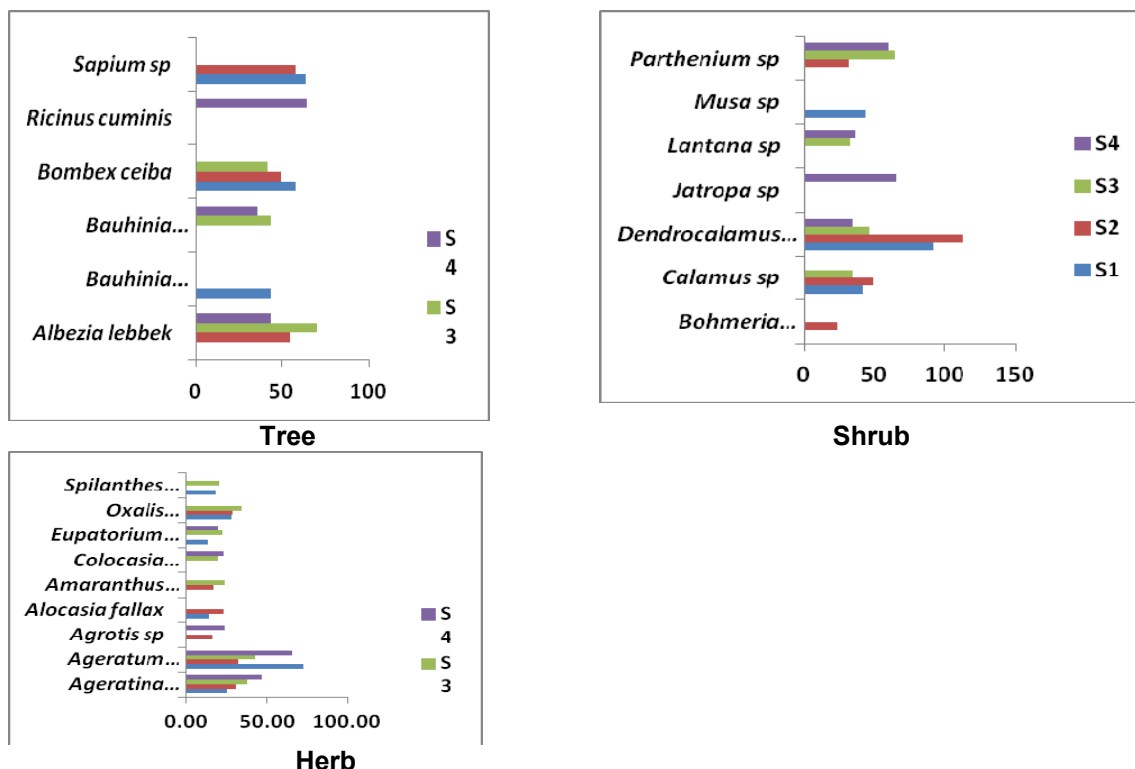 Sapium sp
Ricinus cuminis
Bombex ceiba
Bauhinia...
Bauhinia...
Albezia lebbek
S
4
S
3
0 50 100
Tree
Parthenium sp
Musa sp
Lantana sp
Jatropa sp
Dendrocalamus...
Calamus sp
Bohmeria...
S4
S3
S2
S1
0 50 100 150
Shrub
Spilanthes...
Oxalis...
Eupatorium...
Colocasia...
Amaranthus...
Alocasia fallax
Agrotis sp
Ageratum...
Ageratina...
S
4
S
3
0.00 50.00 100.00
Herb